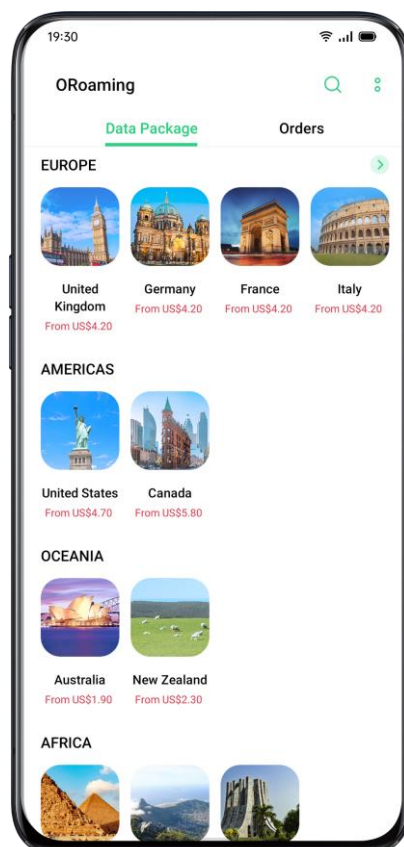 19:30
ORoaming
Data Package Orders
EUROPE
United Kingdom
From US$4.20
Germany
From US$4.20
France
From US$4.20
Italy
From US$4.20
AMERICAS
United States
From US$4.70
Canada
From US$5.80
OCEANIA
Australia
From US$1.90
New Zealand
From US$2.30
AFRICA